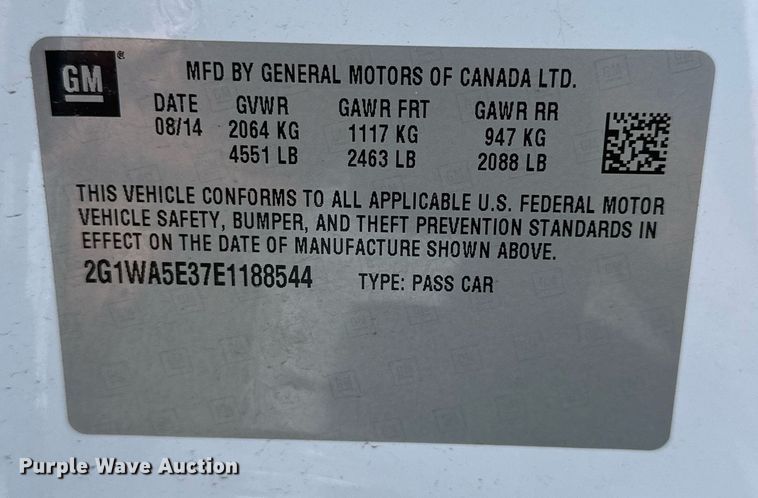 GM ®
MFD BY GENERAL MOTORS OF CANADA LTD.
DATE GVWR GAWR FRT GAWR RR
08/14 2064 KG 1117 KG 947 KG
4551 LB 2463 LB 2088 LB
THIS VEHICLE CONFORMS TO ALL APPLICABLE U.S. FEDERAL MOTOR
VEHICLE SAFETY, BUMPER, AND THEFT PREVENTION STANDARDS IN
EFFECT ON THE DATE OF MANUFACTURE SHOWN ABOVE.
2G1WA5E37E1188544 TYPE: PASS CAR
Purple Wave Auction